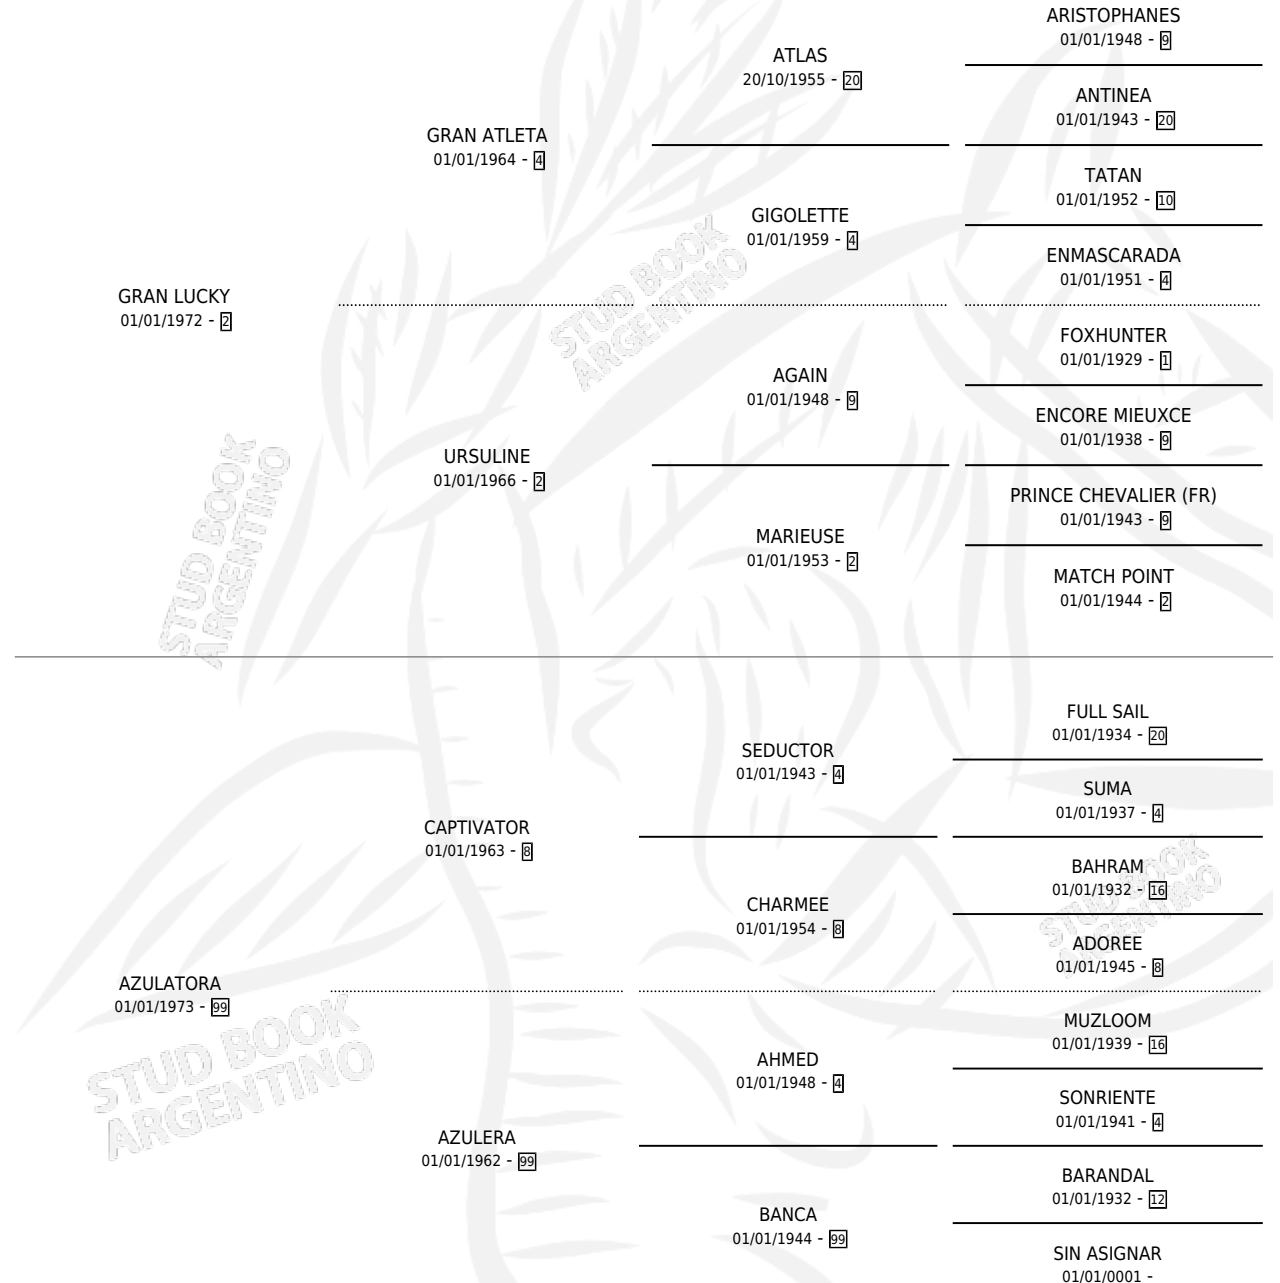 ARISTOPHANES
01/01/1948 - 9
ATLAS
20/10/1955 - 20
ANTINEA
01/01/1943 - 20
GRAN ATLETA
01/01/1964 - 4
TATAN
01/01/1952 - 10
GIGOLETTE
01/01/1959 - 4
ENMASCARADA
01/01/1951 - 4
GRAN LUCKY
01/01/1972 - 2
FOXHUNTER
01/01/1929 - 1
AGAIN
01/01/1948 - 9
ENCORE MIEUXCE
01/01/1938 - 9
URSULINE
01/01/1966 - 2
PRINCE CHEVALIER (FR)
01/01/1943 - 9
MARIEUSE
01/01/1953 - 2
MATCH POINT
01/01/1944 - 2
STUD BOOK
ARGENTINO
STUD BOOK
ARGENTINO
FULL SAIL
01/01/1934 - 20
SEDUCTOR
01/01/1943 - 4
SUMA
01/01/1937 - 4
CAPTIVATOR
01/01/1963 - 8
BAHRAM
01/01/1932 - 16
CHARMEE
01/01/1954 - 8
ADOREE
01/01/1945 - 8
AZULATORA
01/01/1973 - 99
MUZLOOM
01/01/1939 - 16
AHMED
01/01/1948 - 4
SONRIENTE
01/01/1941 - 4
AZULERA
01/01/1962 - 99
BARANDAL
01/01/1932 - 12
BANCA
01/01/1944 - 99
SIN ASIGNAR
01/01/0001 -
STUD BOOK
ARGENTINO
STUD BOOK
ARGENTINO